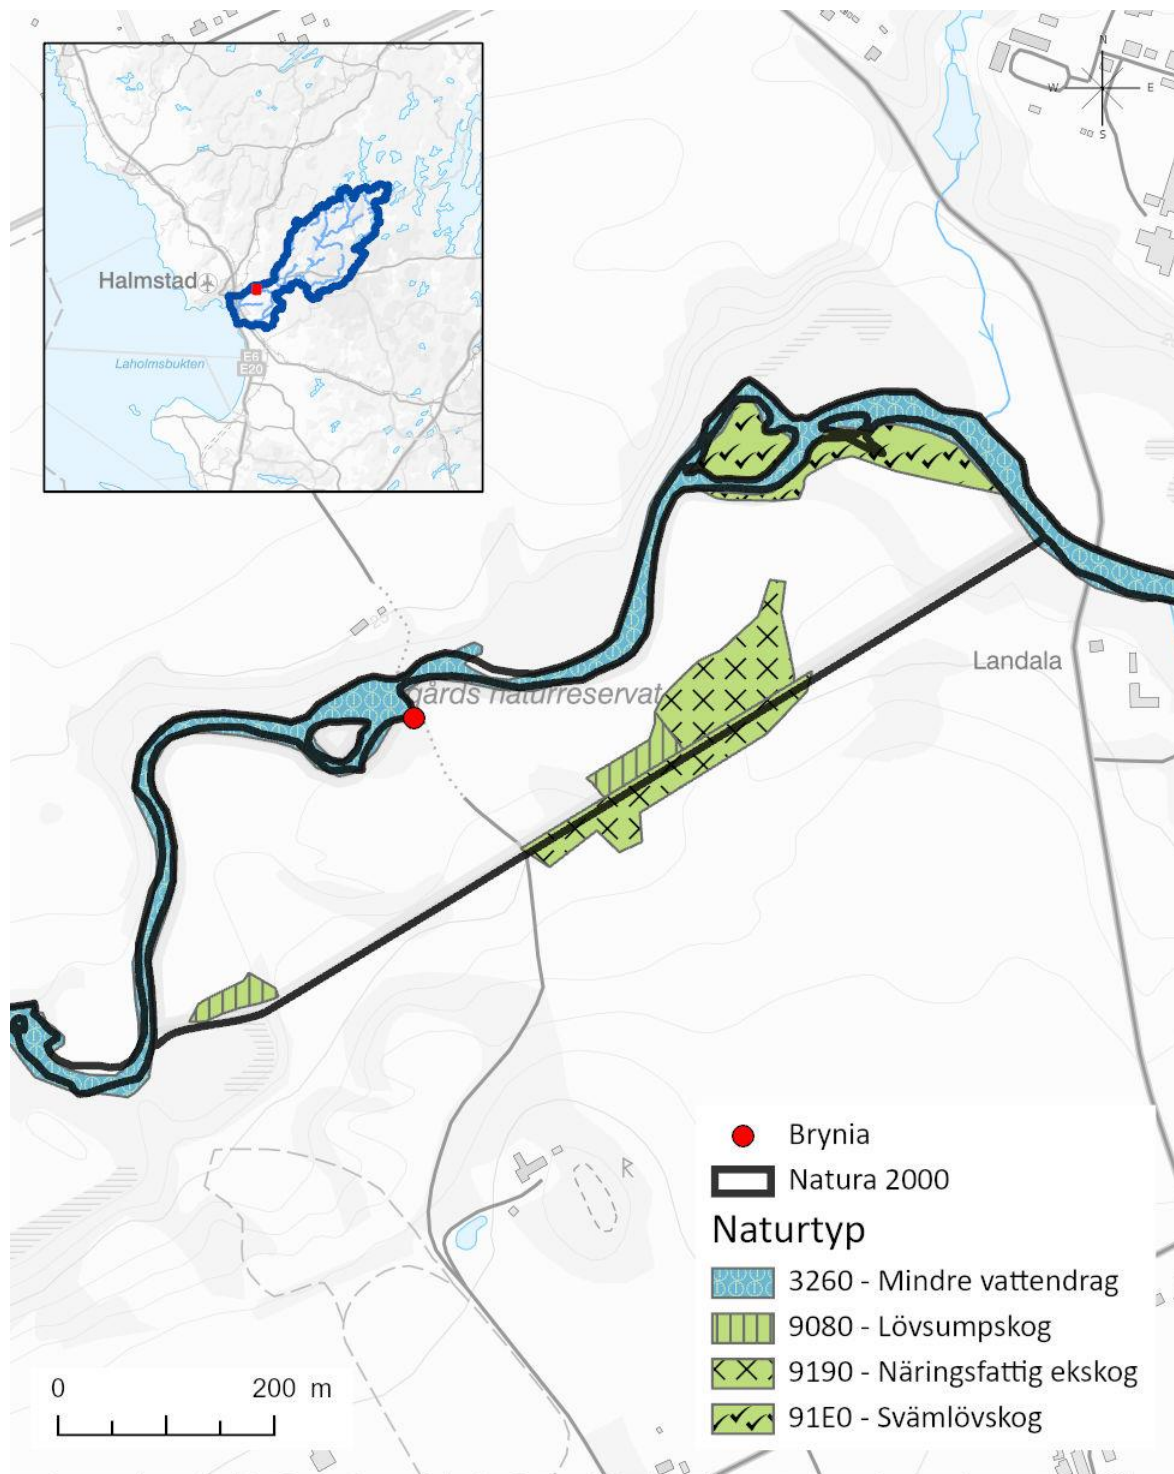 N
W
E
S
Halmstad
Laholmsbukten
E6
E20
25
gårds naturreservat
Landala
Brynia
Natura 2000
Naturtyp
3260 - Mindre vattendrag
9080 - Lövsumpskog
9190 - Näringsfattig ekskog
91E0 - Svämlövskog
0 200 m